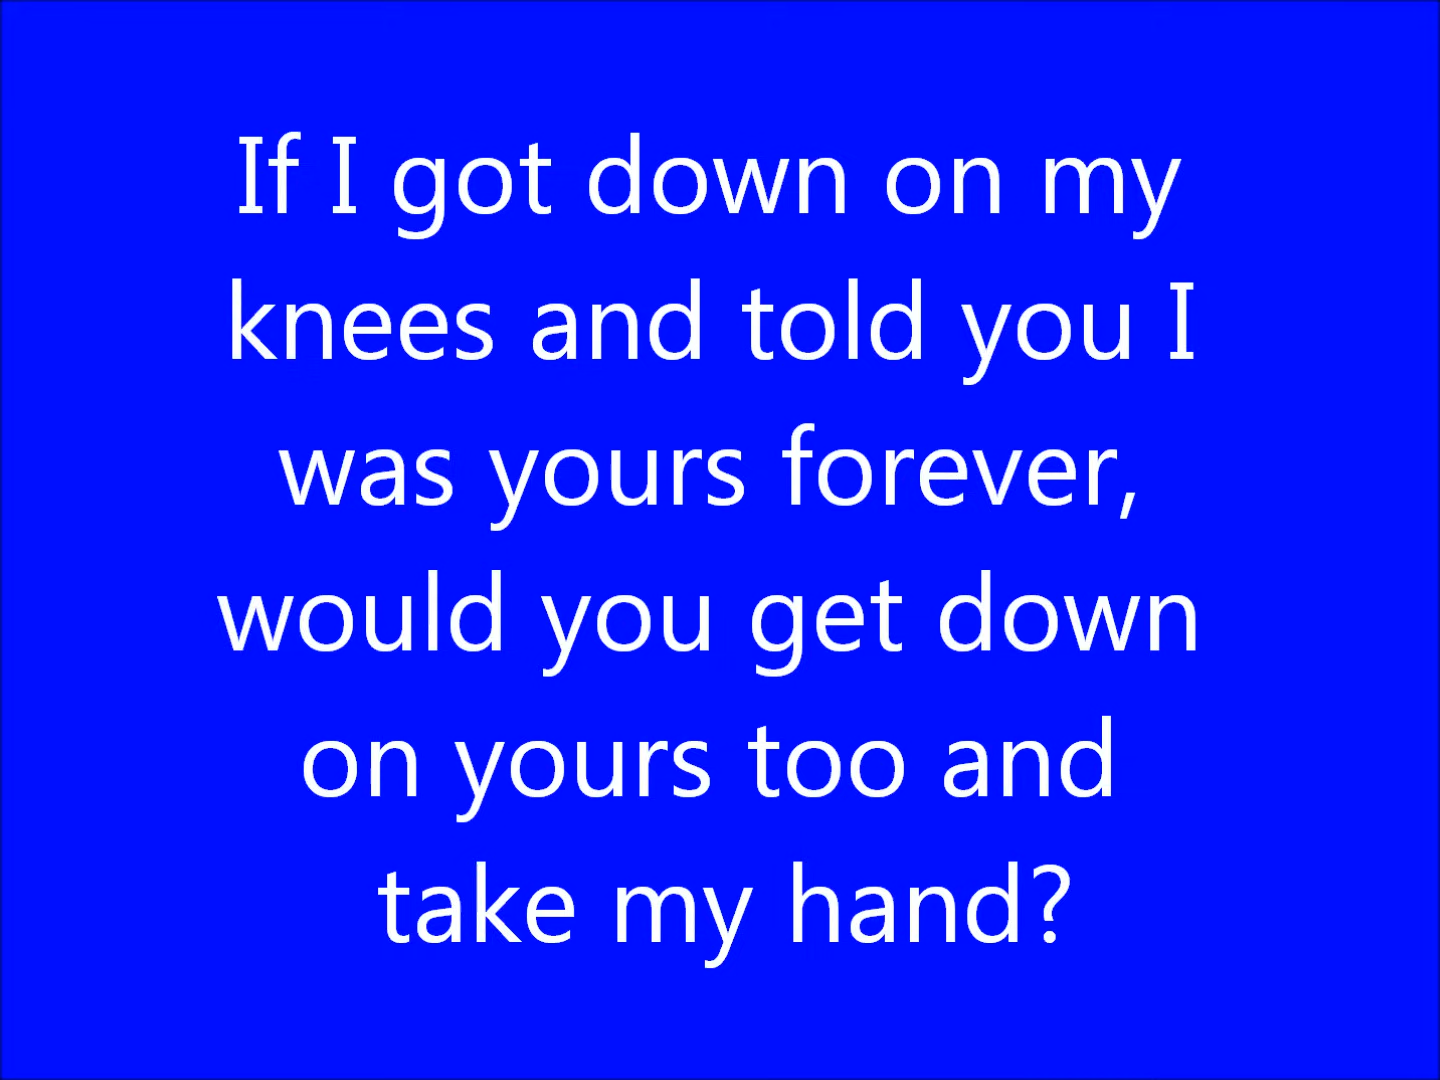 If I got down on my
knees and told you I
was yours forever,
would you get down
on yours too and
take my hand?